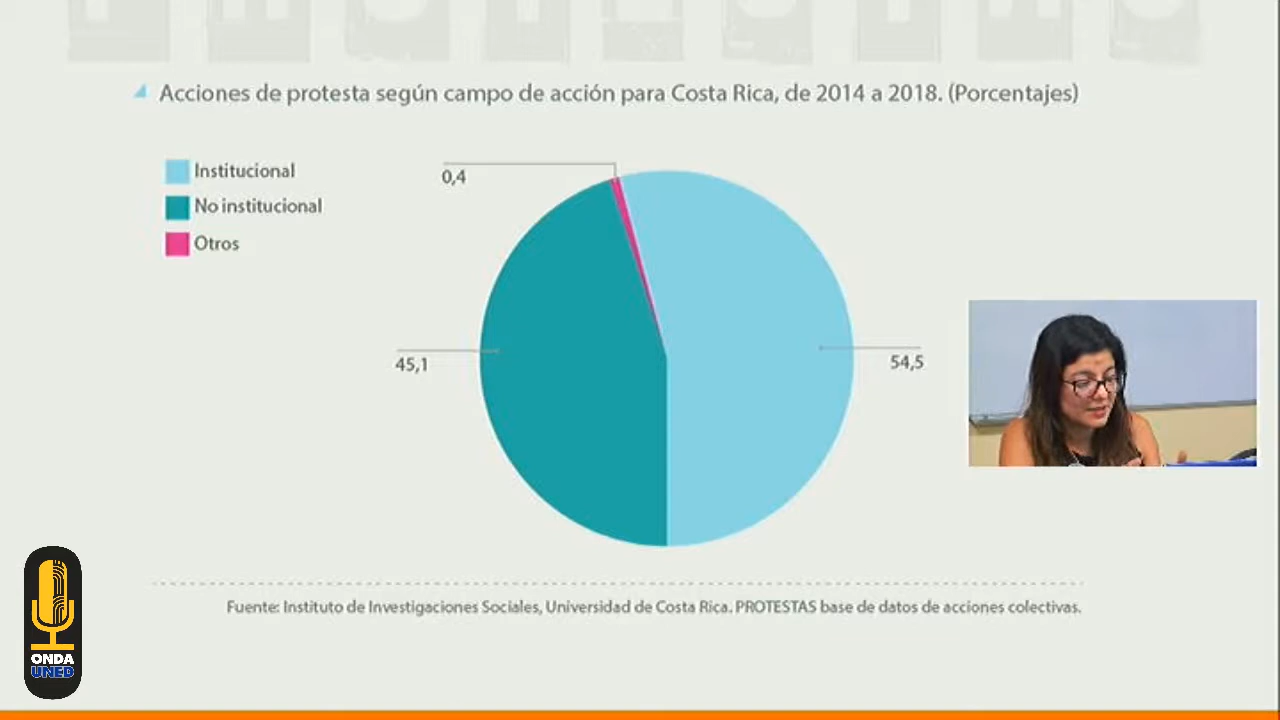 Acciones de protesta según campo de acción para Costa Rica, de 2014 a 2018. (Porcentajes)
Institucional
No institucional
Otros
0,4
45,1
54,5
Fuente: Instituto de Investigaciones Sociales, Universidad de Costa Rica. PROTESTAS base de datos de acciones colectivas.
ONDA
UNED